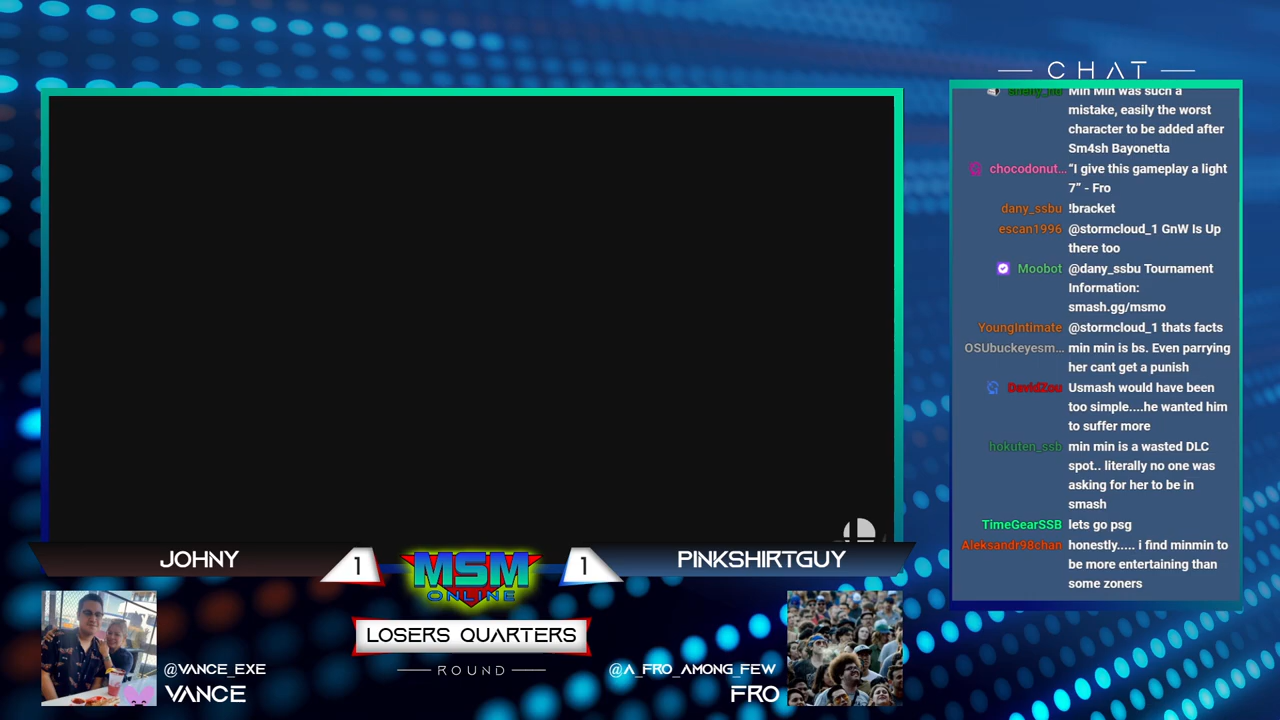 CHAT
Min Min was such a
mistake, easily the worst
character to be added after
Sm4sh Bayonetta
chocodonut... “I give this gameplay a light
7” - Fro
dany_ssbu !bracket
escan1996 @stormcloud_1 GnW Is Up
there too
Moobot @dany_ssbu Tournament
Information:
smash.gg/msmo
YoungIntimate @stormcloud_1 thats facts
OSUbuckeyesm... min min is bs. Even parrying
her cant get a punish
DavidZou Usmash would have been
too simple....he wanted him
to suffer more
hokuten_ssb min min is a wasted DLC
spot.. literally no one was
asking for her to be in
smash
TimeGearSSB lets go psg
Aleksandr98chan honestly..... i find minmin to
be more entertaining than
some zoners
JOHNY 1 MSM 1 PINKSHIRTGUY
ONLINE
LOSERS QUARTERS
ROUND
@VANCE_EXE
VANCE
@A_FRO_AMONG_FEW
FRO